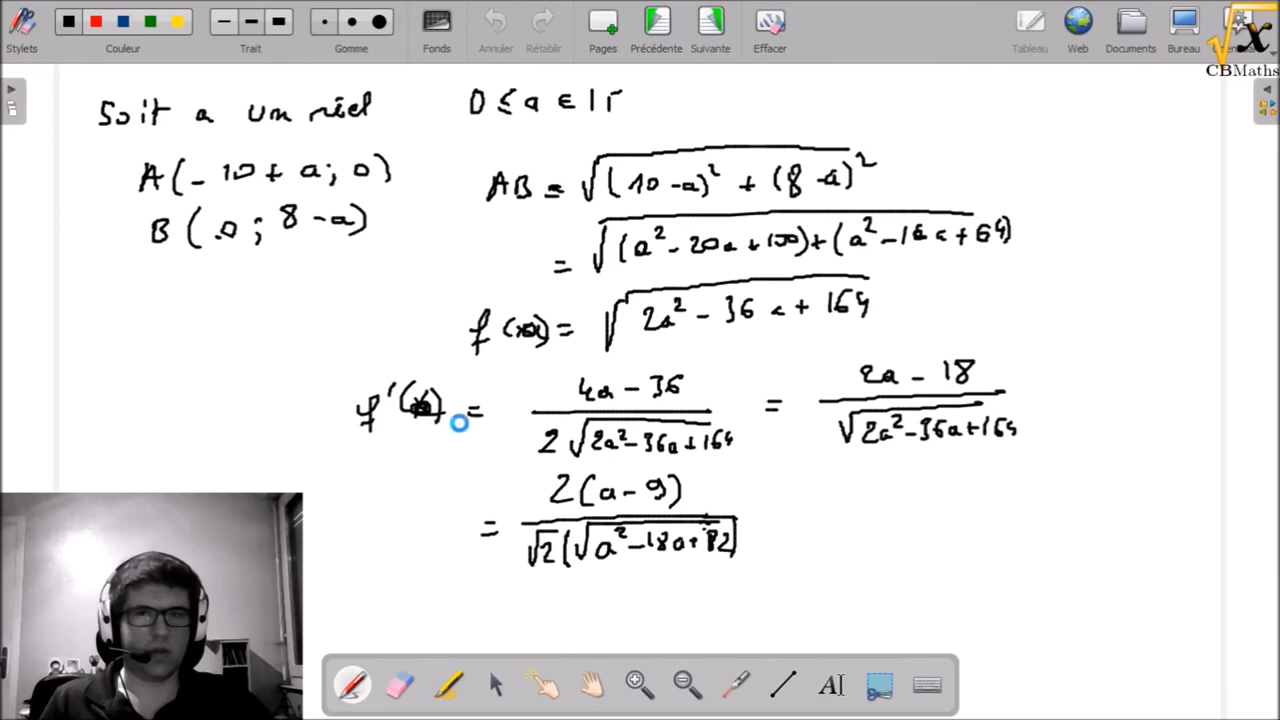 Stylets Couleur Trait Gomme Fonds Annuler Rétablir Pages Précédente Suivante Effacer Tableau Web Documents Bureau
CBMaths
Soit a un réel 0 ≤ a ∈ 15
A(-10 + a; 0)
B(0; 8 - a)
AB = √(10 - a)² + (8 - a)²
= √(a² - 20a + 100) + (a² - 16a + 64)
f( ) = √2a² - 36a + 164
f'( ) = 4a - 36 / 2√2a² - 36a + 164 = 2a - 18 / √2a² - 36a + 164
= 2(a - 9) / √2(√a² - 18a + 82)
AI